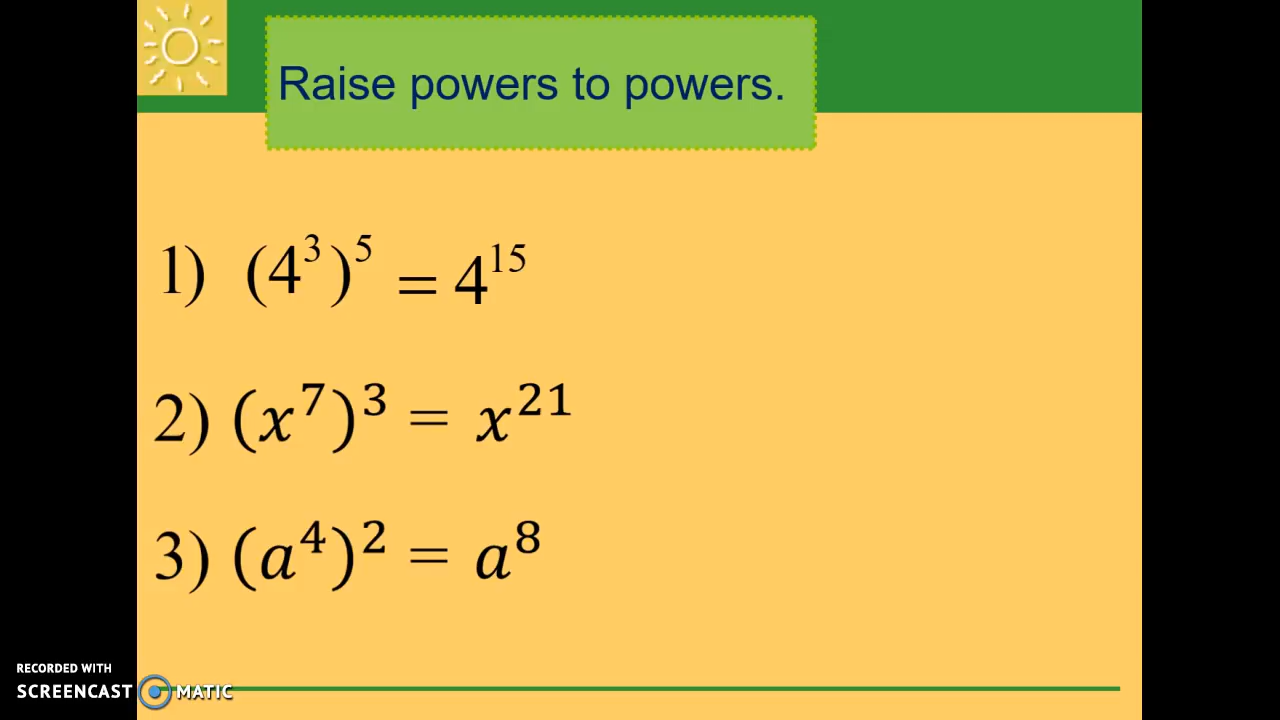 Raise powers to powers.
1) (4³)⁵ = 4¹⁵
2) (x⁷)³ = x²¹
3) (a⁴)² = a⁸
RECORDED WITH
SCREENCAST MATIC